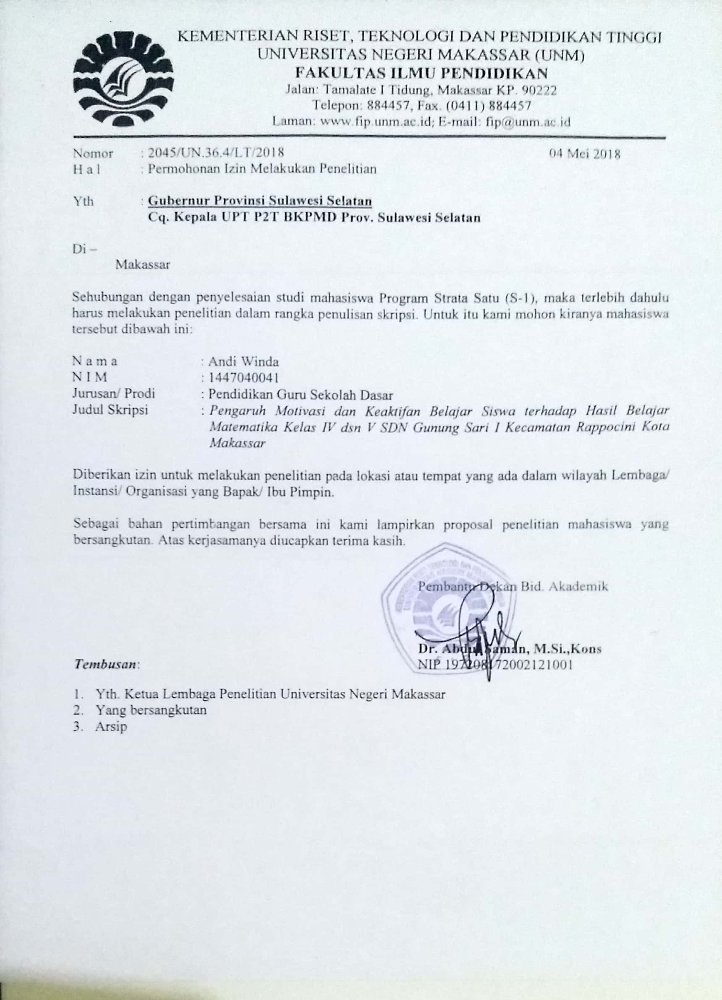 KEMENTERIAN RISET, TEKNOLOGI DAN PENDIDIKAN TINGGI
UNIVERSITAS NEGERI MAKASSAR (UNM)
FAKULTAS ILMU PENDIDIKAN
Jalan: Tamalate I Tidung, Makassar KP. 90222
Telepon: 884457, Fax. (0411) 884457
Laman: www.fip.unm.ac.id; E-mail: fip@unm.ac.id
Nomor : 2045/UN.36.4/LT/2018 04 Mei 2018
H a l : Permohonan Izin Melakukan Penelitian
Yth : Gubernur Provinsi Sulawesi Selatan
Cq. Kepala UPT P2T BKPMD Prov. Sulawesi Selatan
Di –
Makassar
Sehubungan dengan penyelesaian studi mahasiswa Program Strata Satu (S-1), maka terlebih dahulu
harus melakukan penelitian dalam rangka penulisan skripsi. Untuk itu kami mohon kiranya mahasiswa
tersebut dibawah ini:
N a m a : Andi Winda
N I M : 1447040041
Jurusan/ Prodi : Pendidikan Guru Sekolah Dasar
Judul Skripsi : Pengaruh Motivasi dan Keaktifan Belajar Siswa terhadap Hasil Belajar
Matematika Kelas IV dsn V SDN Gunung Sari I Kecamatan Rappocini Kota
Makassar
Diberikan izin untuk melakukan penelitian pada lokasi atau tempat yang ada dalam wilayah Lembaga/
Instansi/ Organisasi yang Bapak/ Ibu Pimpin.
Sebagai bahan pertimbangan bersama ini kami lampirkan proposal penelitian mahasiswa yang
bersangkutan. Atas kerjasamanya diucapkan terima kasih.
Pembantu Dekan Bid. Akademik
Dr. Abdul Saman, M.Si.,Kons
NIP
Tembusan:
1. Yth. Ketua Lembaga Penelitian Universitas Negeri Makassar
2. Yang bersangkutan
3. Arsip